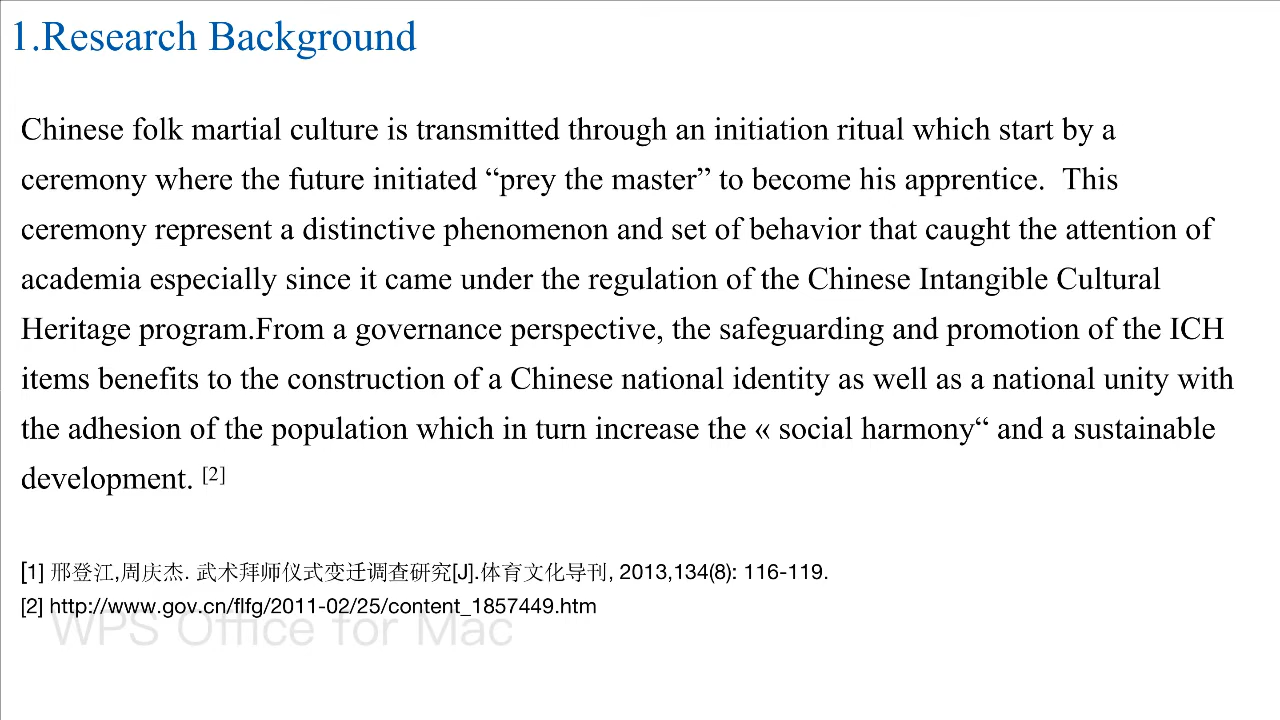 1.Research Background
Chinese folk martial culture is transmitted through an initiation ritual which start by a
ceremony where the future initiated “prey the master” to become his apprentice.  This
ceremony represent a distinctive phenomenon and set of behavior that caught the attention of
academia especially since it came under the regulation of the Chinese Intangible Cultural
Heritage program.From a governance perspective, the safeguarding and promotion of the ICH
items benefits to the construction of a Chinese national identity as well as a national unity with
the adhesion of the population which in turn increase the « social harmony“ and a sustainable
development. [2]
[1] 邢登江,周庆杰. 武术拜师仪式变迁调查研究[J].体育文化导刊, 2013,134(8): 116-119.
[2] http://www.gov.cn/flfg/2011-02/25/content_1857449.htm
WPS Office for Mac